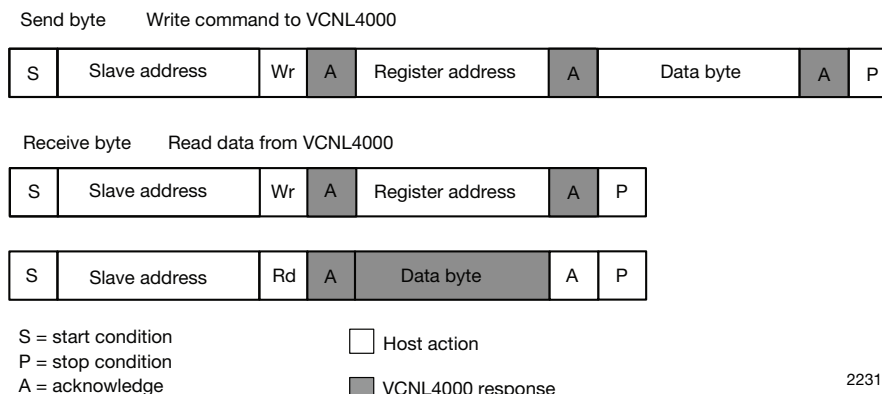 Send byte Write command to VCNL4000
S Slave address Wr A Register address A Data byte A P
Receive byte Read data from VCNL4000
S Slave address Wr A Register address A P
S Slave address Rd A Data byte A P
S = start condition
P = stop condition
A = acknowledge
Host action
VCNL4000 response
2231